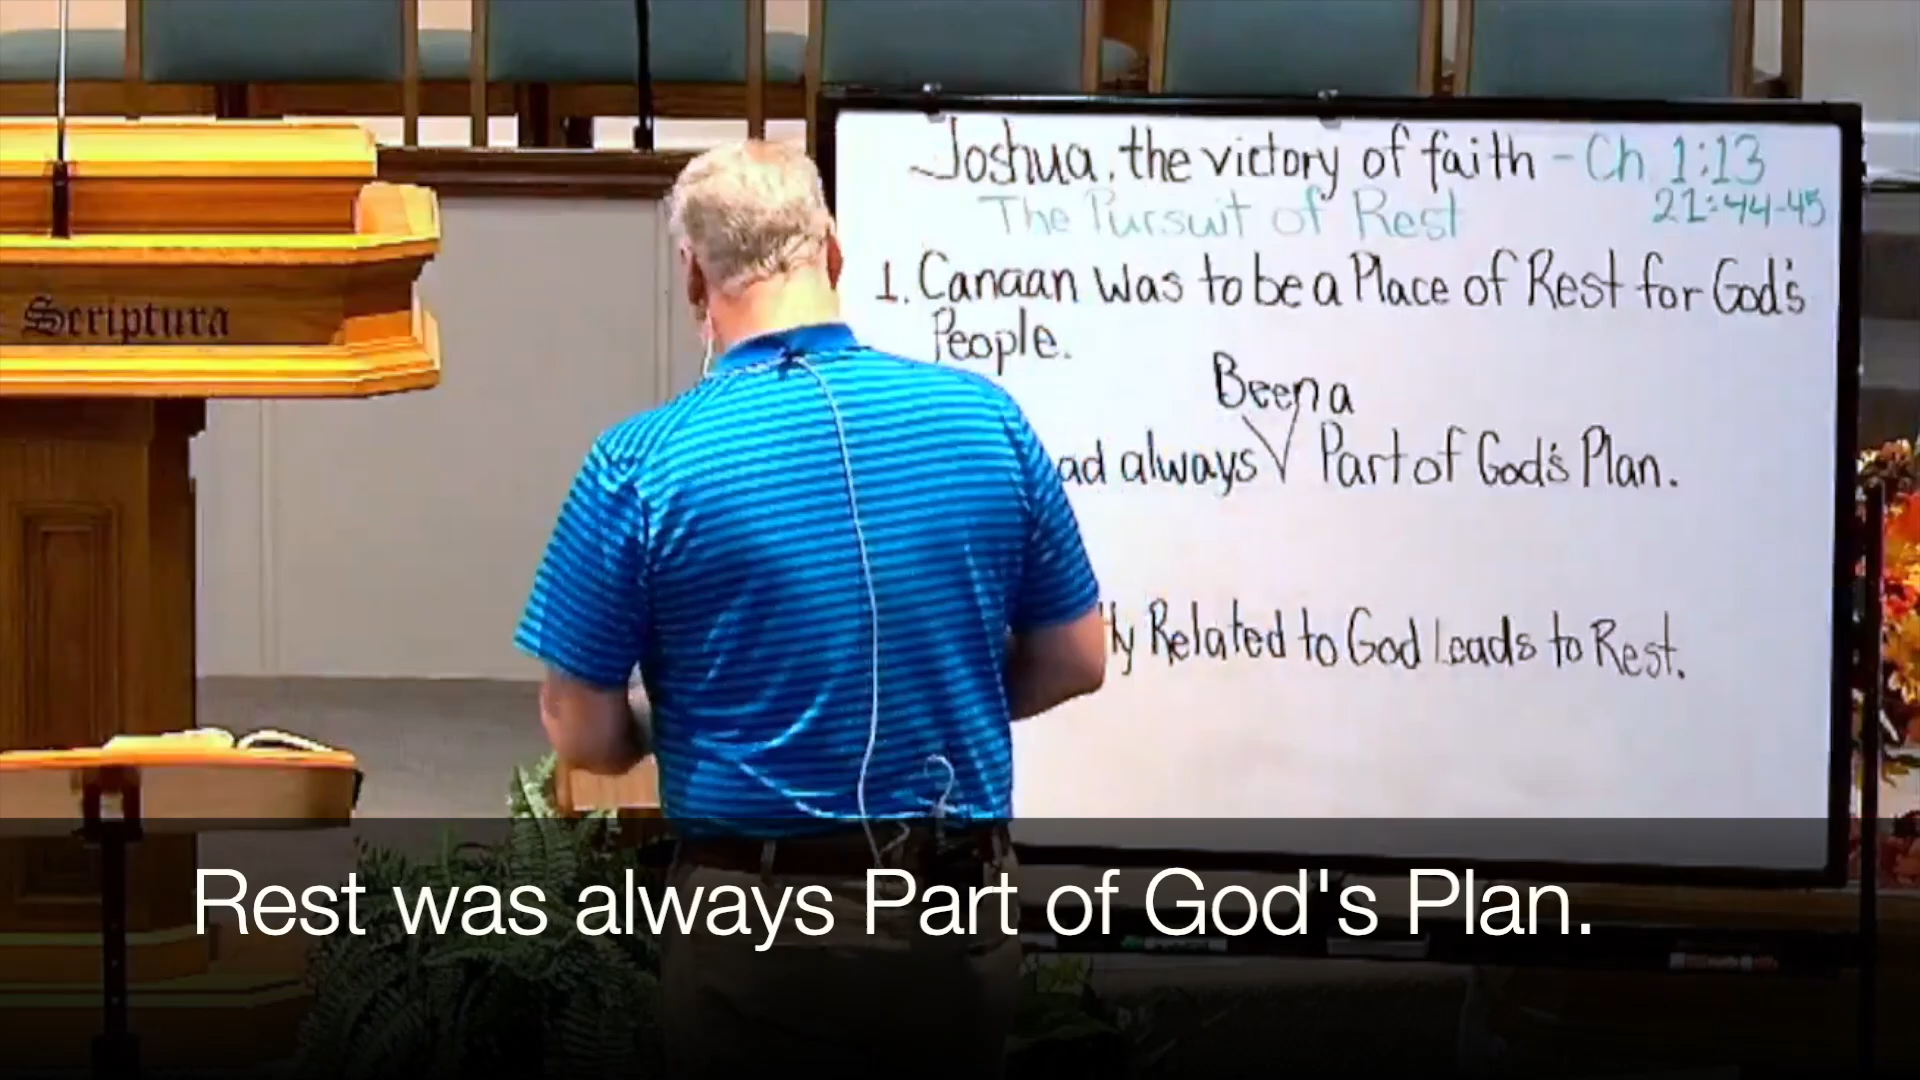 Joshua, the victory of faith - Ch 1:13
The Pursuit of Rest 21:44-45
1. Canaan was to be a Place of Rest for God's
People.
Been a
ad always V Part of God's Plan.
tly Related to God Leads to Rest.
Scriptura
Rest was always Part of God's Plan.